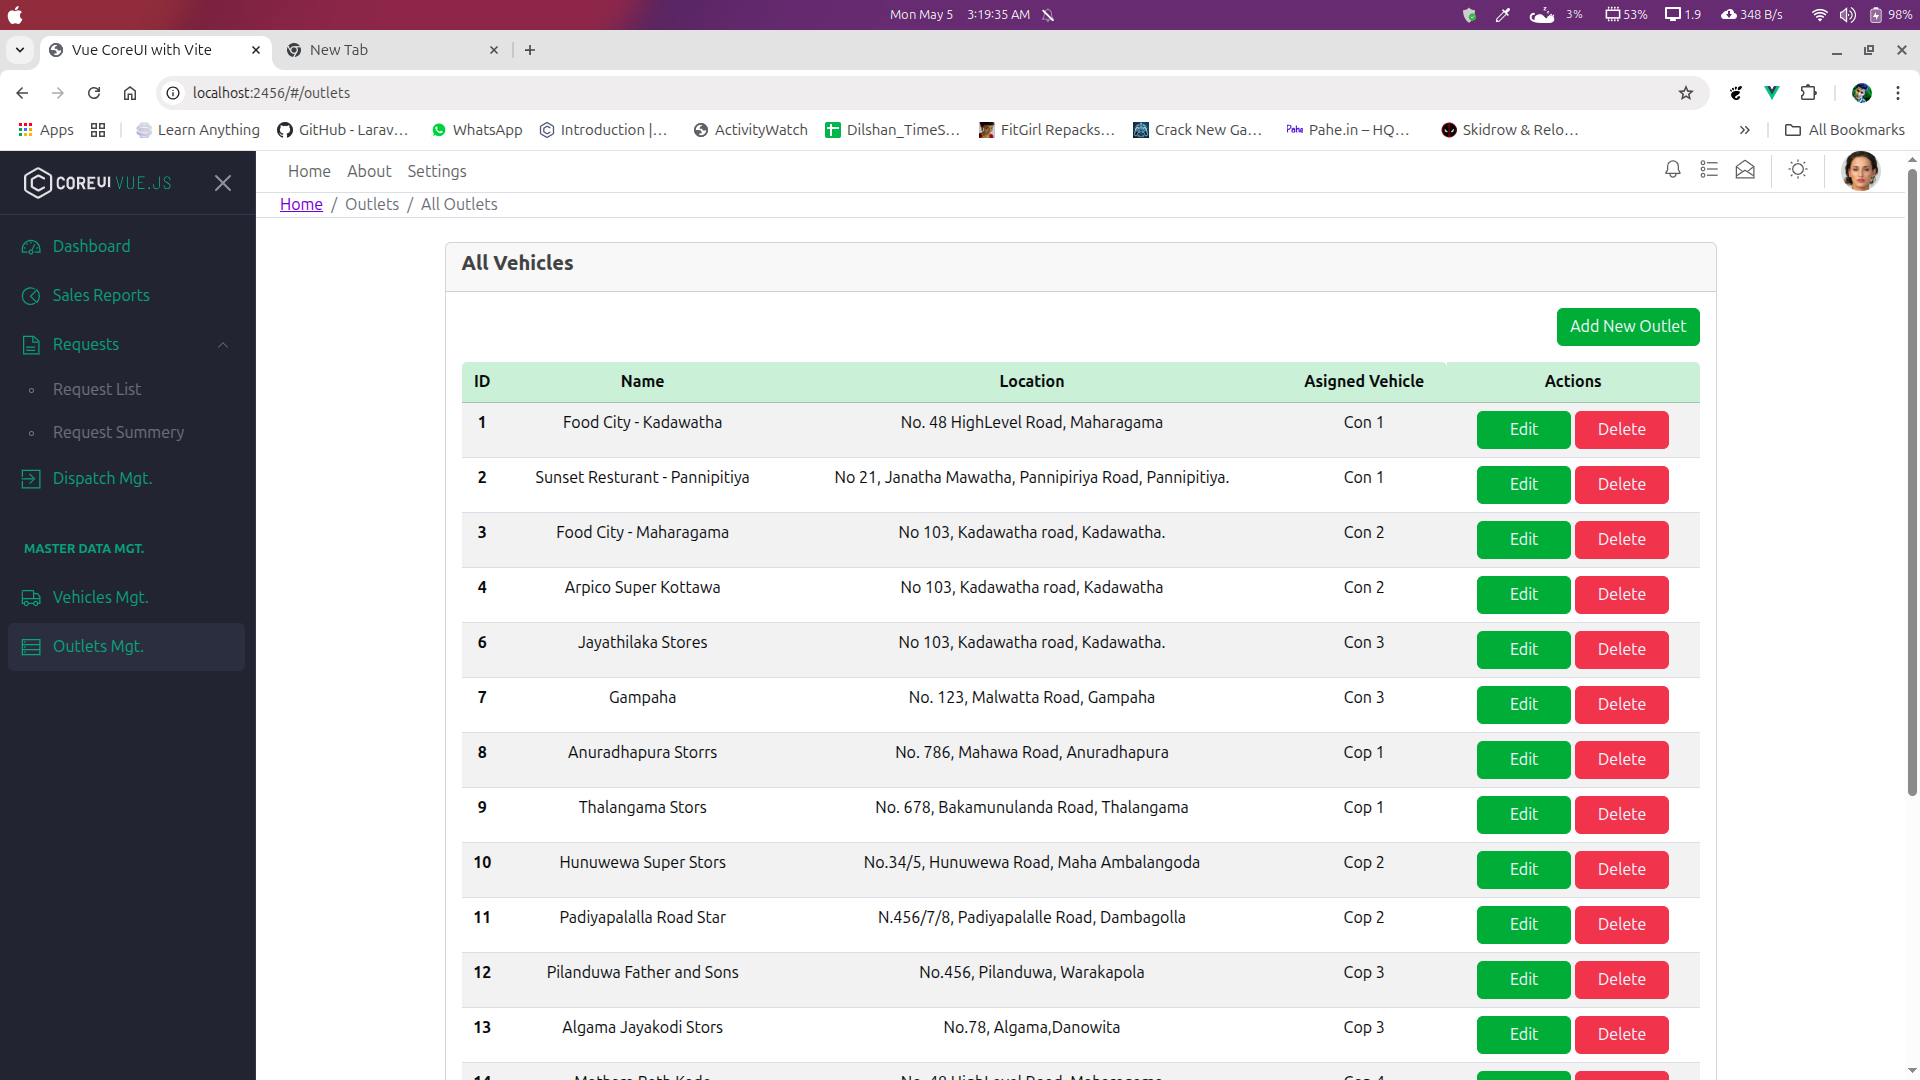 Mon May 5 3:19:35 AM 3% 53% 1.9 348 B/s 98%
Vue CoreUI with Vite New Tab
localhost:2456/#/outlets
Apps Learn Anything GitHub - Larav… WhatsApp Introduction |… ActivityWatch Dilshan_TimeS… FitGirl Repacks… Crack New Ga… Pahe Pahe.in – HQ… Skidrow & Relo… » All Bookmarks
COREUI VUE.JS
Home About Settings
Home / Outlets / All Outlets
Dashboard
Sales Reports
Requests
Request List
Request Summery
Dispatch Mgt.
MASTER DATA MGT.
Vehicles Mgt.
Outlets Mgt.
All Vehicles
Add New Outlet
ID Name Location Asigned Vehicle Actions
1 Food City - Kadawatha No. 48 HighLevel Road, Maharagama Con 1 Edit Delete
2 Sunset Resturant - Pannipitiya No 21, Janatha Mawatha, Pannipiriya Road, Pannipitiya. Con 1 Edit Delete
3 Food City - Maharagama No 103, Kadawatha road, Kadawatha. Con 2 Edit Delete
4 Arpico Super Kottawa No 103, Kadawatha road, Kadawatha Con 2 Edit Delete
6 Jayathilaka Stores No 103, Kadawatha road, Kadawatha. Con 3 Edit Delete
7 Gampaha No. 123, Malwatta Road, Gampaha Con 3 Edit Delete
8 Anuradhapura Storrs No. 786, Mahawa Road, Anuradhapura Cop 1 Edit Delete
9 Thalangama Stors No. 678, Bakamunulanda Road, Thalangama Cop 1 Edit Delete
10 Hunuwewa Super Stors No.34/5, Hunuwewa Road, Maha Ambalangoda Cop 2 Edit Delete
11 Padiyapalalla Road Star N.456/7/8, Padiyapalalle Road, Dambagolla Cop 2 Edit Delete
12 Pilanduwa Father and Sons No.456, Pilanduwa, Warakapola Cop 3 Edit Delete
13 Algama Jayakodi Stors No.78, Algama,Danowita Cop 3 Edit Delete